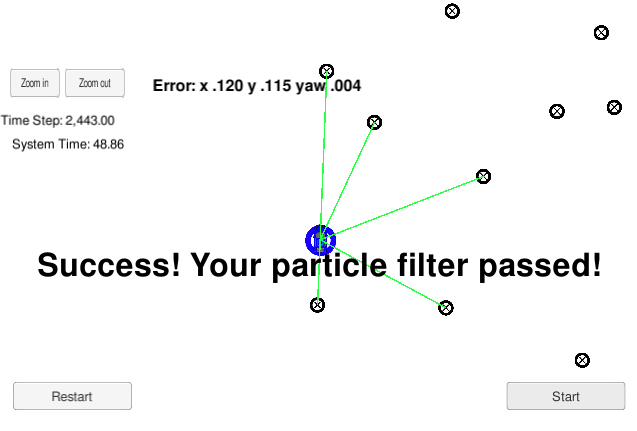 Zoom in Zoom out
Error: x .120 y .115 yaw .004
Time Step: 2,443.00
System Time: 48.86
Success! Your particle filter passed!
Restart
Start